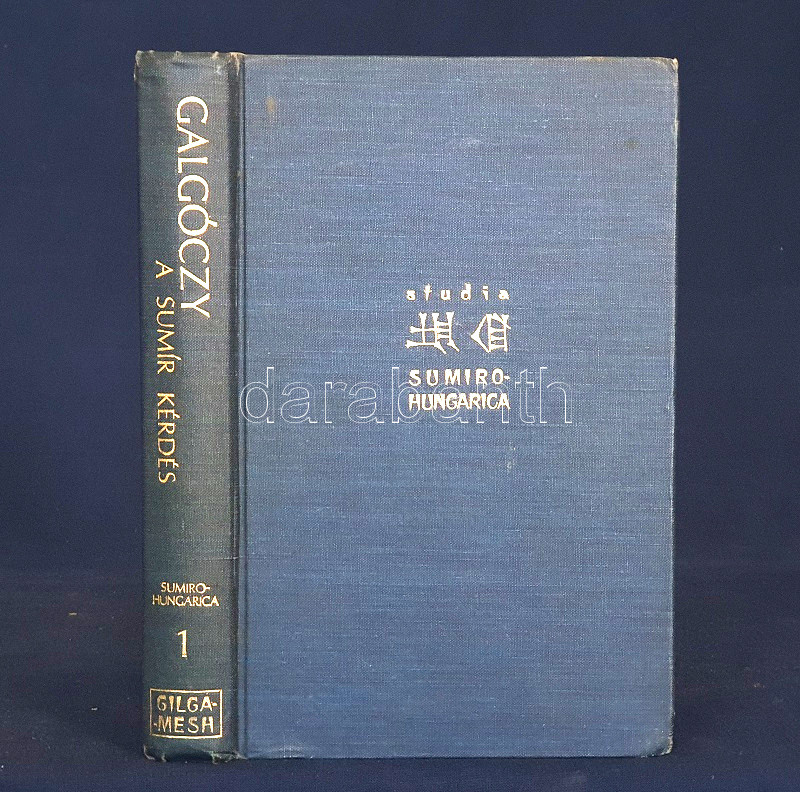 GALGÓCZY
A SUMÍR KÉRDÉS
SUMIRO-
HUNGARICA
1
GILGA-
-MESH
studia
SUMIRO-
HUNGARICA
darabanth